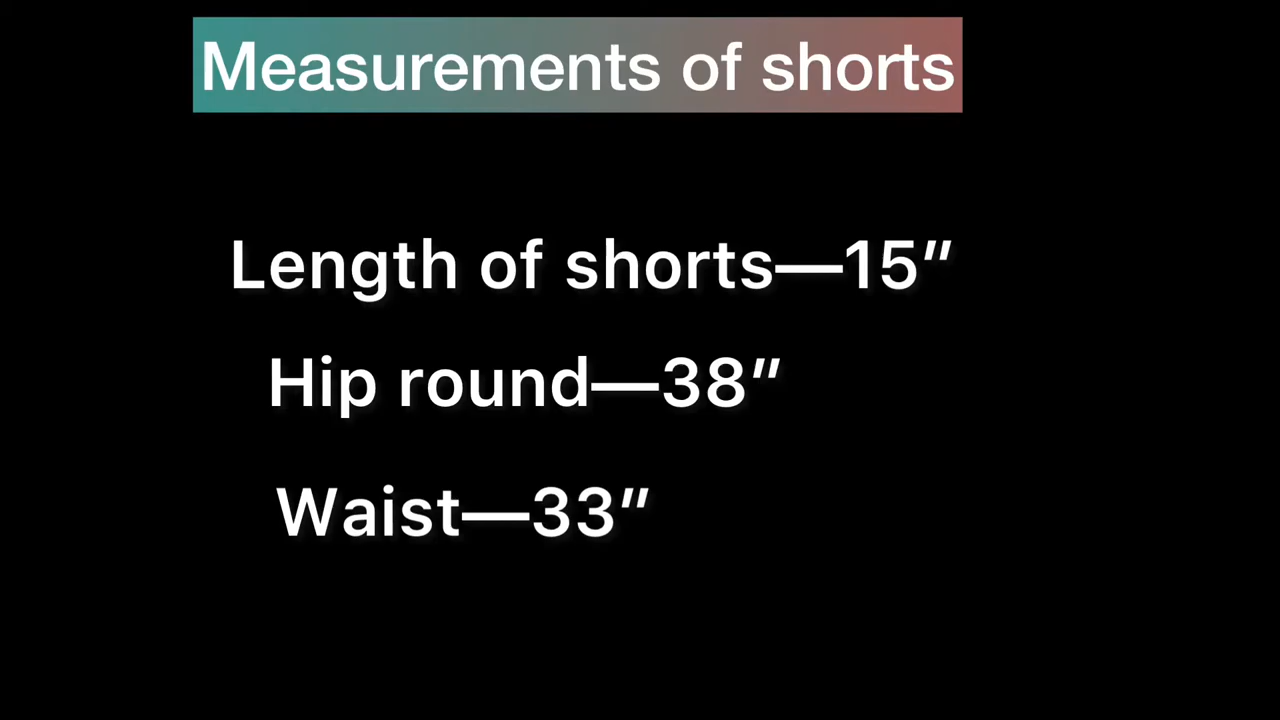 Measurements of shorts
Length of shorts—15”
Hip round—38”
Waist—33”